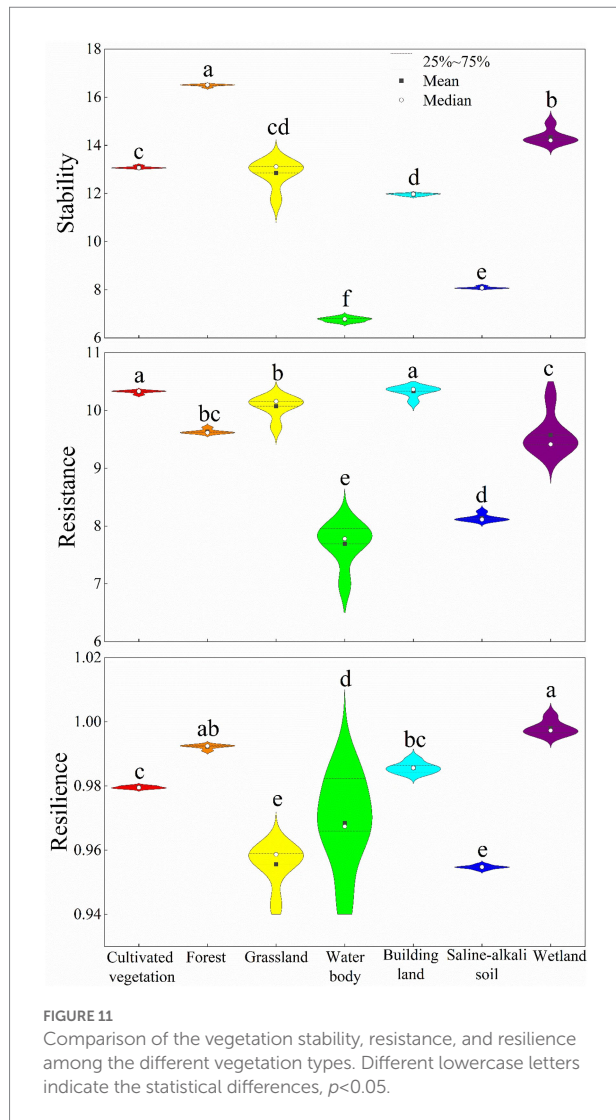 18
16
14
12
10
8
6
Stability
25%~75%
Mean
Median
c
a
cd
f
d
e
b
11
10
9
8
7
6
Resistance
a
bc
b
e
a
d
c
1.02
1.00
0.98
0.96
0.94
Resilience
c
ab
e
d
bc
e
a
Cultivated vegetation
Forest
Grassland
Water body
Building land
Saline-alkali soil
Wetland
FIGURE 11
Comparison of the vegetation stability, resistance, and resilience
among the different vegetation types. Different lowercase letters
indicate the statistical differences, p<0.05.